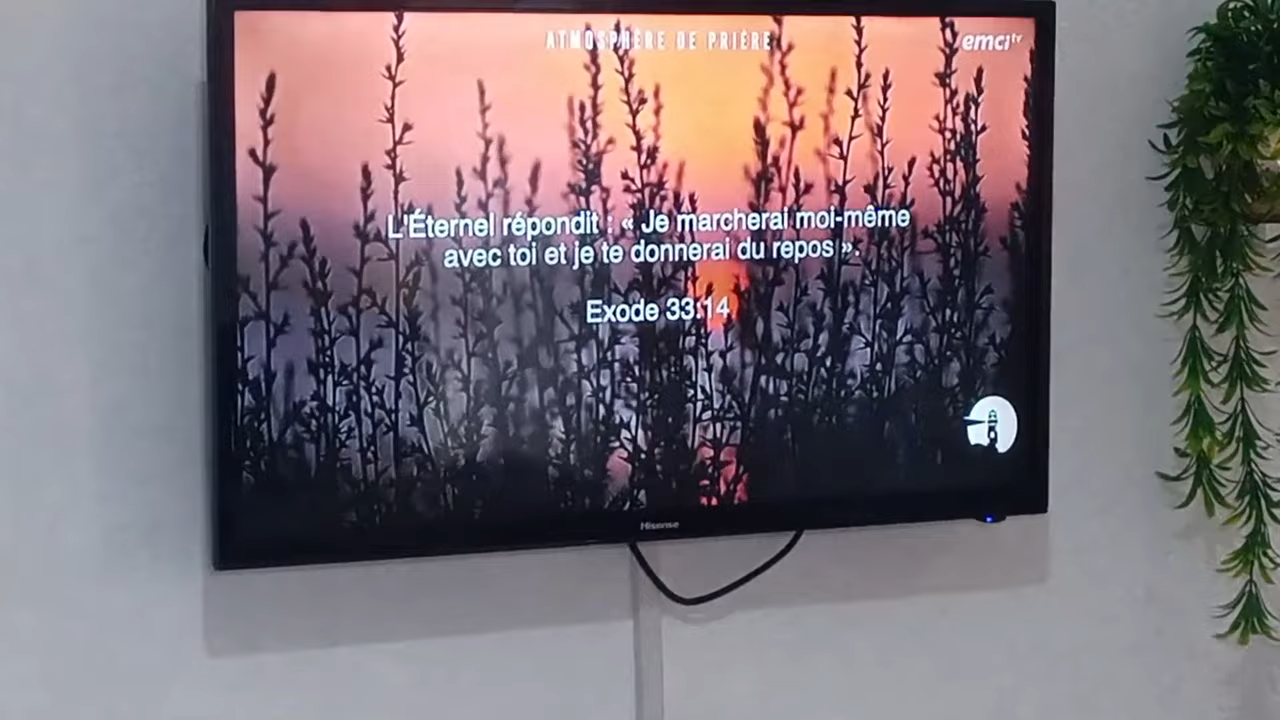 ATMOSPHÈRE DE PRIÈRE
emci tv
L'Éternel répondit : « Je marcherai moi-même
avec toi et je te donnerai du repos ».
Exode 33:14
Hisense